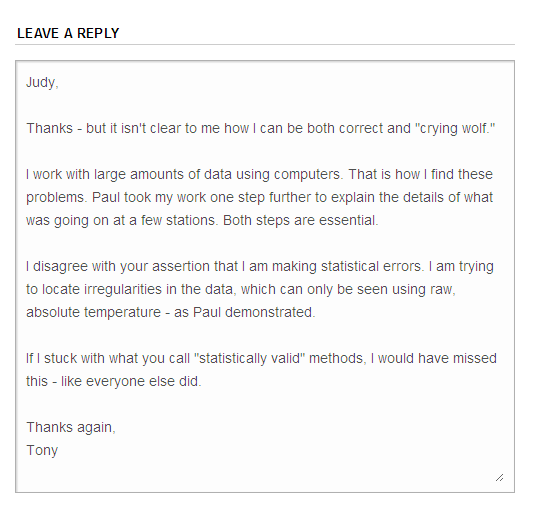 LEAVE A REPLY
Judy,
Thanks - but it isn't clear to me how I can be both correct and "crying wolf."
I work with large amounts of data using computers. That is how I find these
problems. Paul took my work one step further to explain the details of what
was going on at a few stations. Both steps are essential.
I disagree with your assertion that I am making statistical errors. I am trying
to locate irregularities in the data, which can only be seen using raw,
absolute temperature - as Paul demonstrated.
If I stuck with what you call "statistically valid" methods, I would have missed
this - like everyone else did.
Thanks again,
Tony